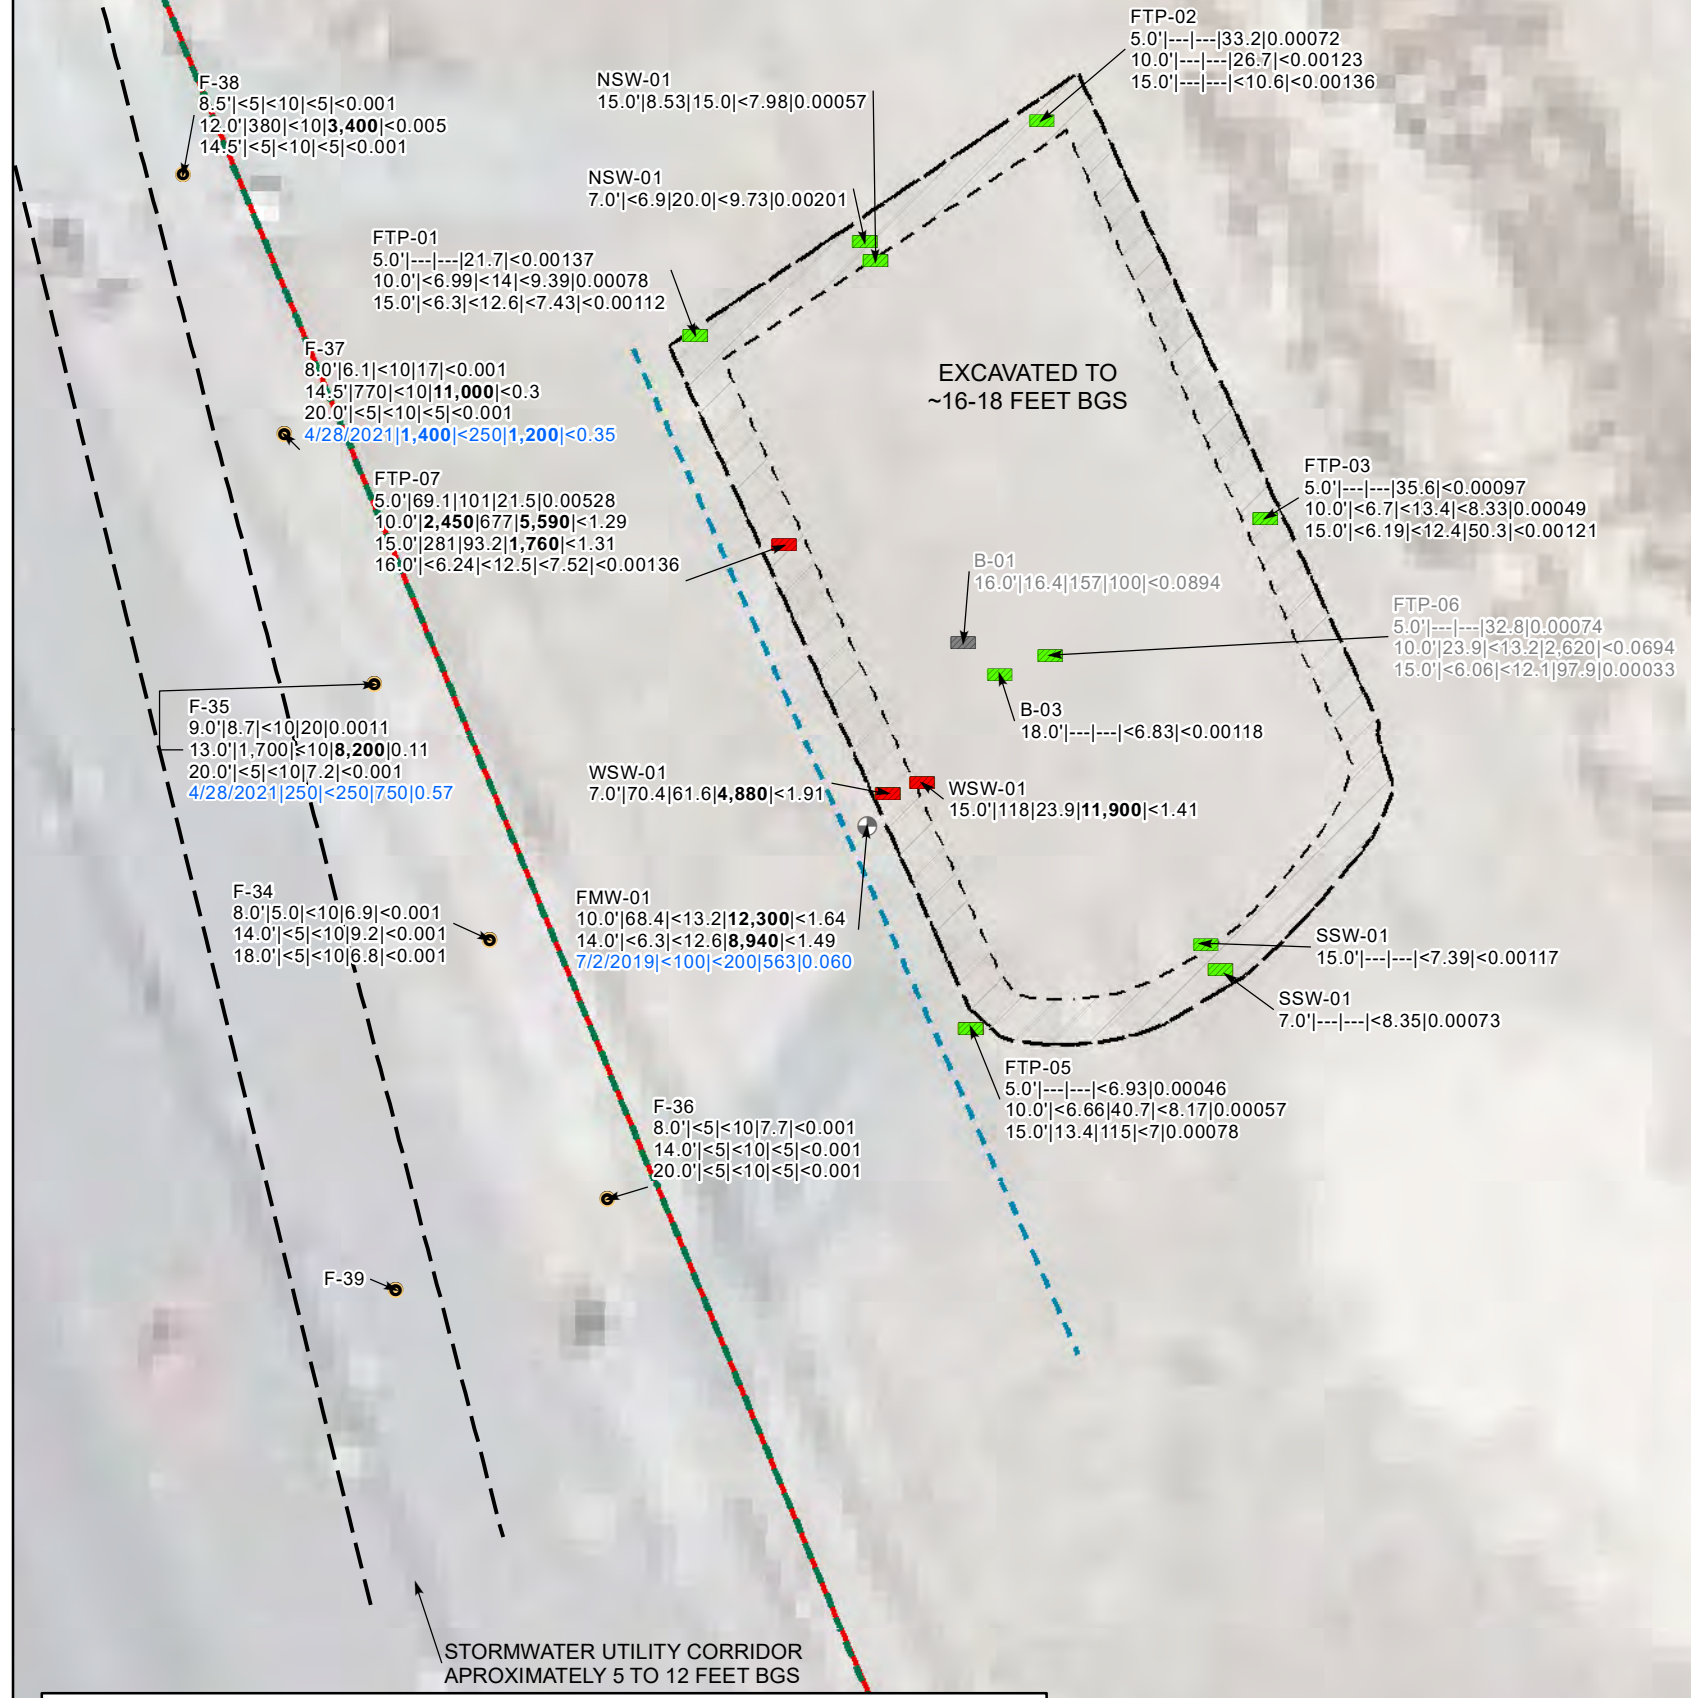 FTP-02
5.0'|---|---|33.2|0.00072
10.0'|---|---|26.7|<0.00123
15.0'|---|---|<10.6|<0.00136
NSW-01
15.0'|8.53|15.0|<7.98|0.00057
F-38
8.5'|<5|<10|<5|<0.001
12.0'|380|<10|3,400|<0.005
14.5'|<5|<10|<5|<0.001
NSW-01
7.0'|<6.9|20.0|<9.73|0.00201
FTP-01
5.0'|---|---|21.7|<0.00137
10.0'|<6.99|<14|<9.39|0.00078
15.0'|<6.3|<12.6|<7.43|<0.00112
F-37
8.0'|6.1|<10|17|<0.001
14.5'|770|<10|11,000|<0.3
20.0'|<5|<10|<5|<0.001
4/28/2021|1,400|<250|1,200|<0.35
EXCAVATED TO
~16-18 FEET BGS
FTP-07
5.0'|69.1|101|21.5|0.00528
10.0'|2,450|677|5,590|<1.29
15.0'|281|93.2|1,760|<1.31
16.0'|<6.24|<12.5|<7.52|<0.00136
FTP-03
5.0'|---|---|35.6|<0.00097
10.0'|<6.7|<13.4|<8.33|0.00049
15.0'|<6.19|<12.4|50.3|<0.00121
B-01
16.0'|16.4|157|100|<0.0894
FTP-06
5.0'|---|---|32.8|0.00074
10.0'|23.9|<13.2|2,620|<0.0694
15.0'|<6.06|<12.1|97.9|0.00033
B-03
18.0'|---|---|<6.83|<0.00118
F-35
9.0'|8.7|<10|20|0.0011
13.0'|1,700|<10|8,200|0.11
20.0'|<5|<10|7.2|<0.001
4/28/2021|250|<250|750|0.57
WSW-01
7.0'|70.4|61.6|4,880|<1.91
WSW-01
15.0'|118|23.9|11,900|<1.41
F-34
8.0'|5.0|<10|6.9|<0.001
14.0'|<5|<10|9.2|<0.001
18.0'|<5|<10|6.8|<0.001
FMW-01
10.0'|68.4|<13.2|12,300|<1.64
14.0'|<6.3|<12.6|8,940|<1.49
7/2/2019|<100|<200|563|0.060
SSW-01
15.0'|---|---|<7.39|<0.00117
SSW-01
7.0'|---|---|<8.35|0.00073
FTP-05
5.0'|---|---|<6.93|0.00046
10.0'|<6.66|40.7|<8.17|0.00057
15.0'|13.4|115|<7|0.00078
F-36
8.0'|<5|<10|7.7|<0.001
14.0'|<5|<10|<5|<0.001
20.0'|<5|<10|<5|<0.001
F-39
STORMWATER UTILITY CORRIDOR
APROXIMATELY 5 TO 12 FEET BGS